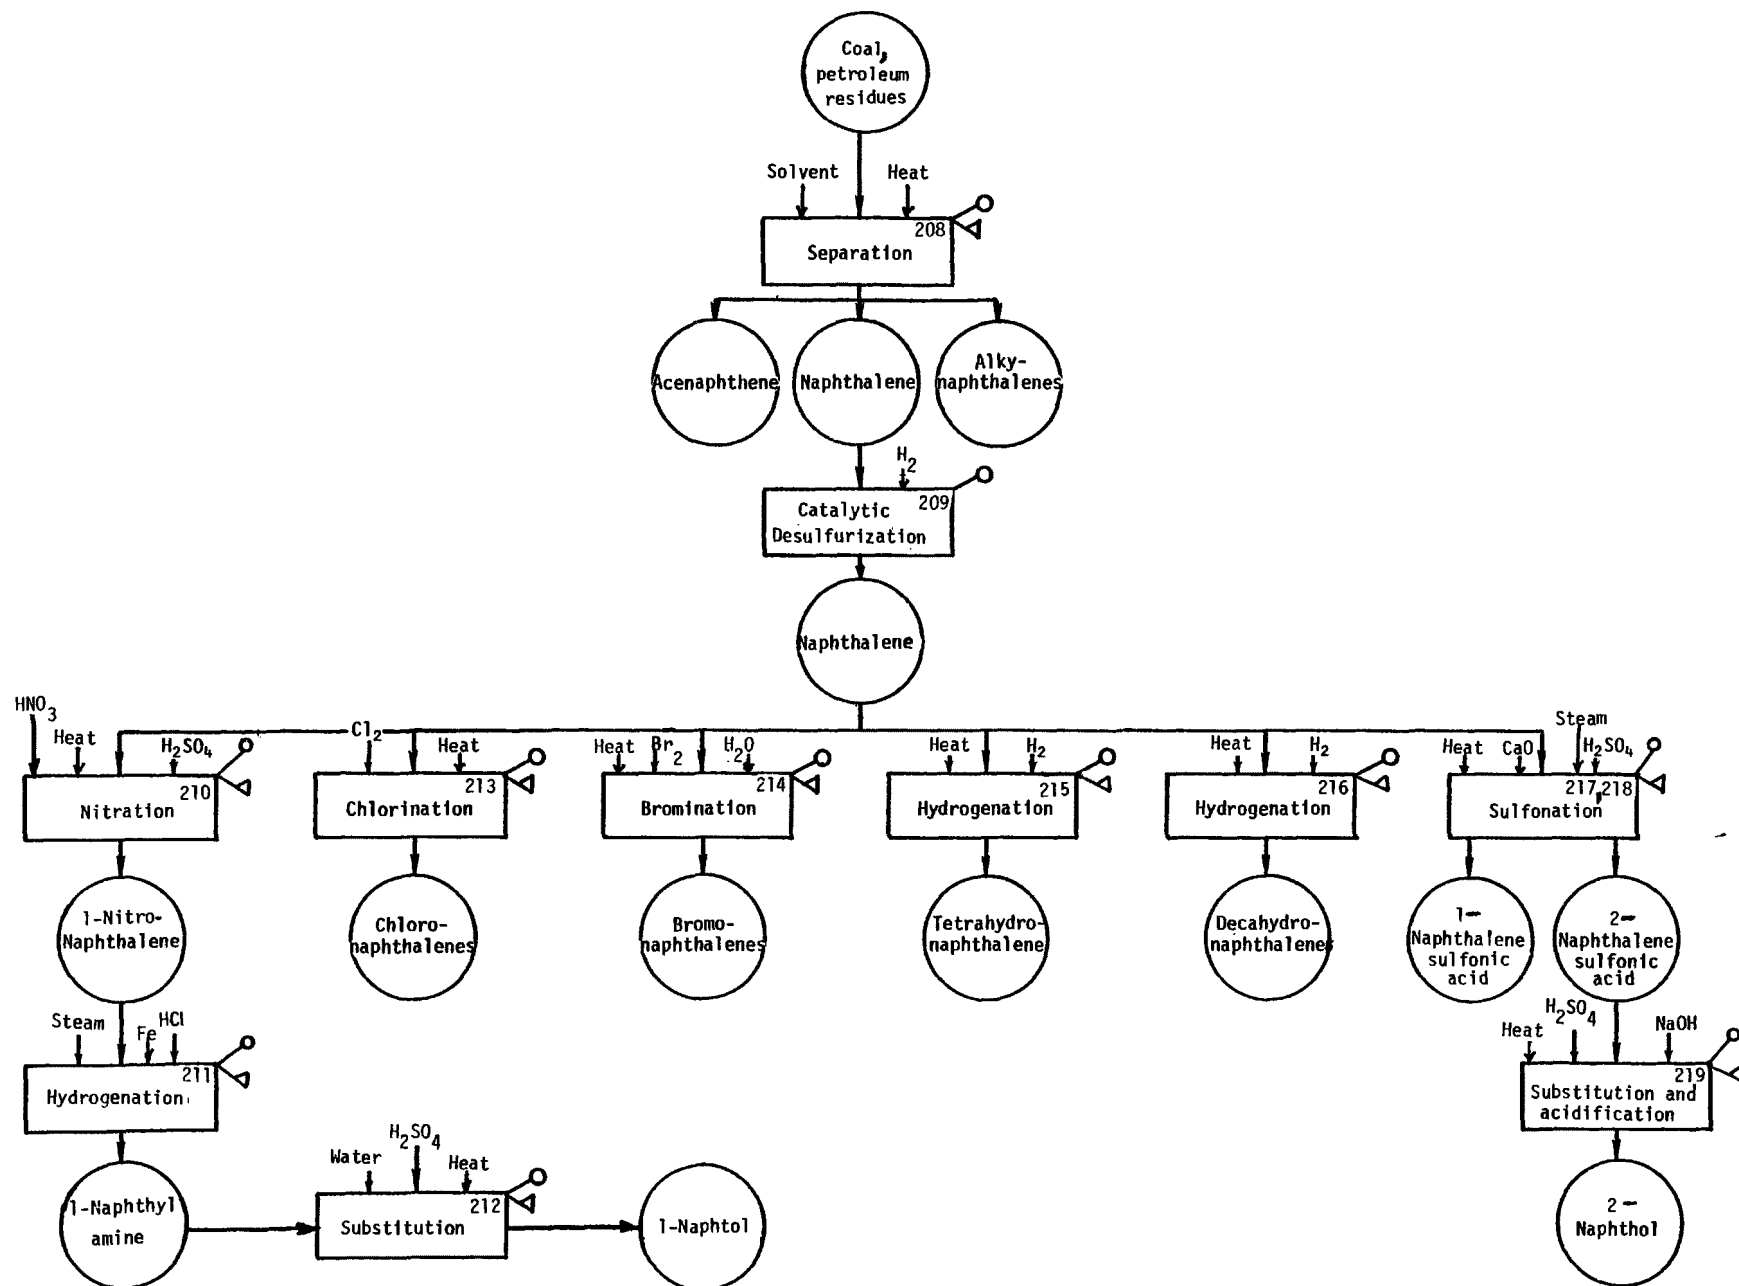 Coal,
petroleum
residues
Solvent
Heat
208
Separation
Acenaphthene
Naphthalene
Alky-
naphthalenes
H2
209
Catalytic
Desulfurization
Naphthalene
HNO3
Heat
H2SO4
210
Nitration
Cl2
Heat
213
Chlorination
Heat
Br2
H2O
214
Bromination
Heat
H2
215
Hydrogenation
Heat
H2
216
Hydrogenation
Heat
CaO
Steam
H2SO4
217,218
Sulfonation
1-Nitro-
Naphthalene
Chloro-
naphthalenes
Bromo-
naphthalenes
Tetrahydro-
naphthalene
Decahydro-
naphthalenes
1-
Naphthalene
sulfonic
acid
2-
Naphthalene
sulfonic
acid
Steam
Fe
HCl
211
Hydrogenation
Heat
H2SO4
NaOH
219
Substitution and
acidification
1-Naphthyl
amine
Water
H2SO4
Heat
212
Substitution
1-Naphtol
2-
Naphthol